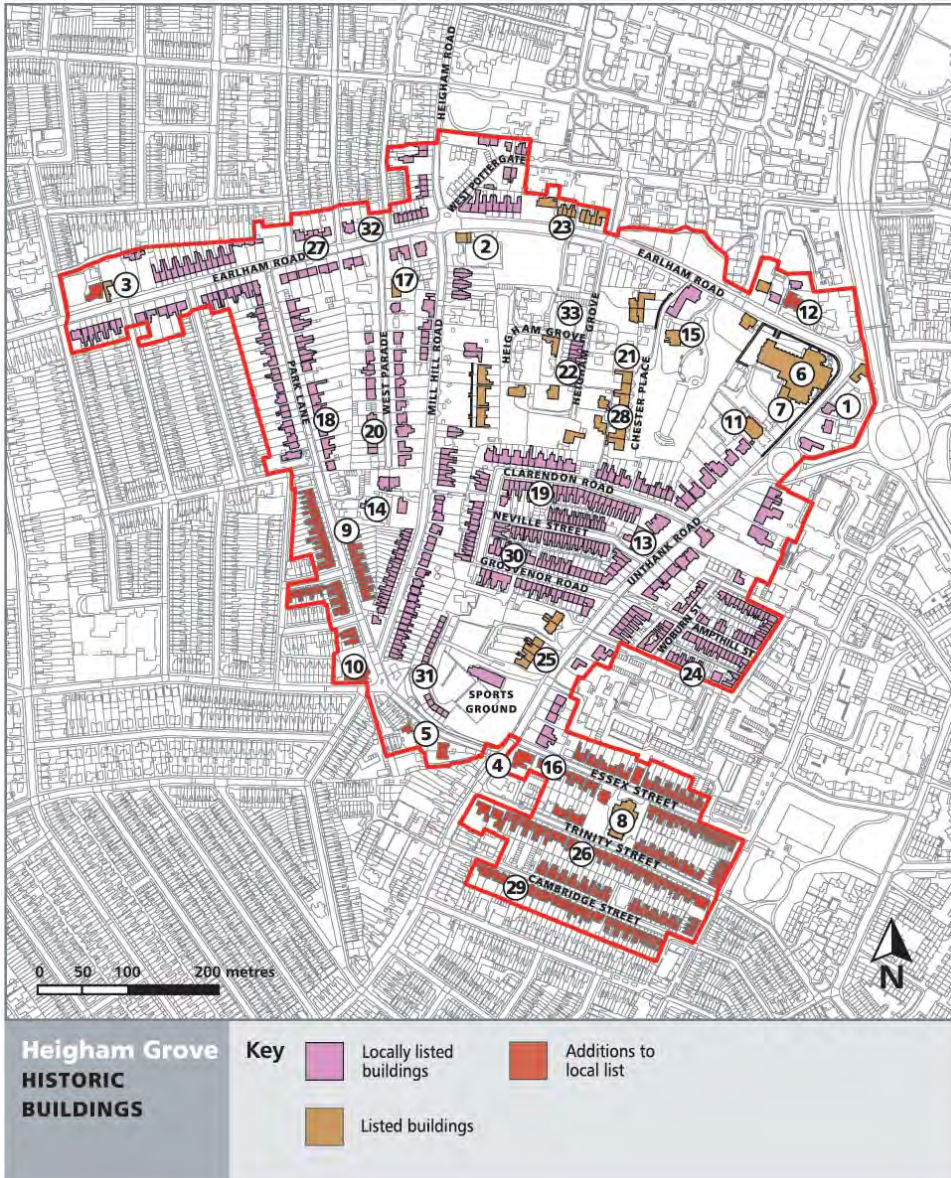 HEIGHAM ROAD
WEST POTTERGATE
23
32
27
2
EARLHAM ROAD
EARLHAM ROAD
3
17
12
33
HEIGHAM GROVE
HEIGHAM GROVE
15
21
22
6
7
1
MILL HILL ROAD
WEST PARADE
PARK LANE
CHESTER PLACE
28
11
18
20
CLARENDON ROAD
19
14
NEVILLE STREET
9
13
30
UNTHANK ROAD
GROSVENOR ROAD
WOBURN ST
AMPTHILL ST
25
24
10
31
SPORTS
GROUND
5
4
16
ESSEX STREET
8
TRINITY STREET
26
29
CAMBRIDGE STREET
0 50 100 200 metres
N
Heigham Grove
HISTORIC
BUILDINGS
Key
Locally listed
buildings
Additions to
local list
Listed buildings